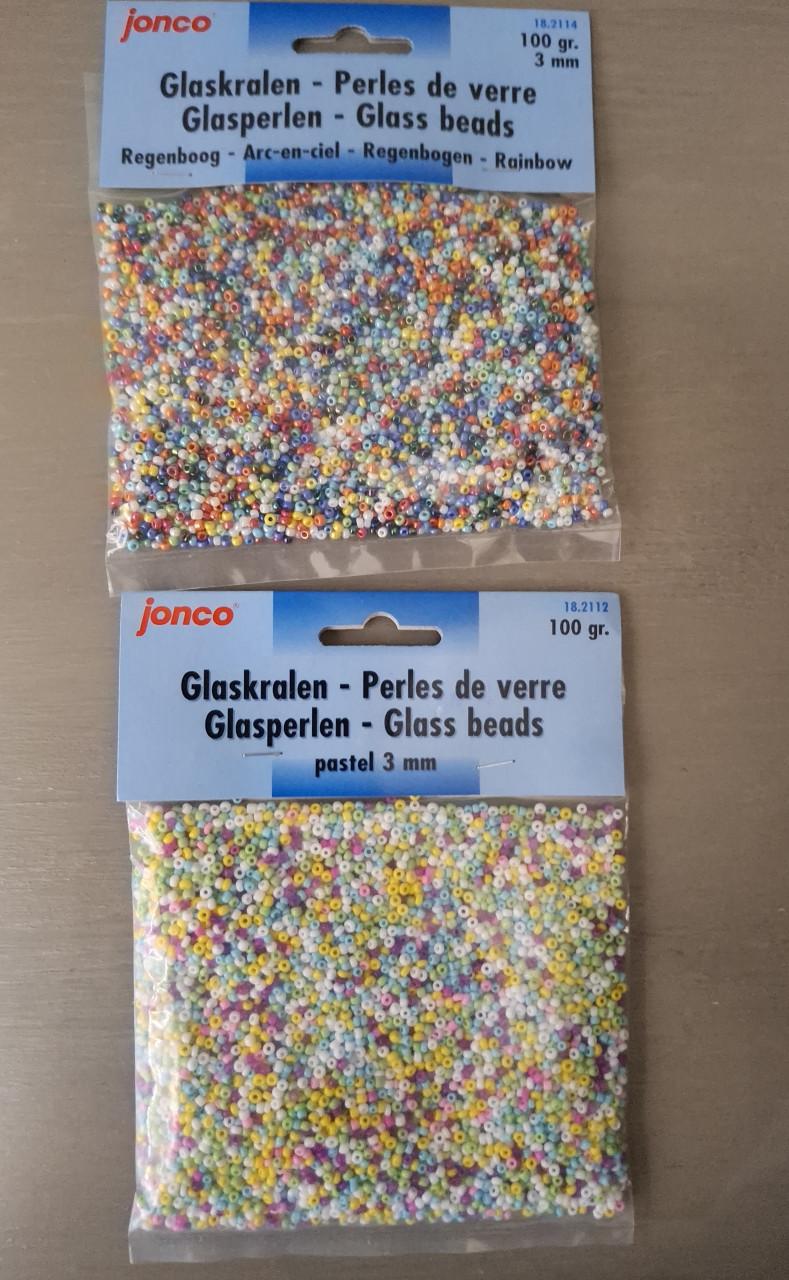 jonco
18.2114
100 gr.
3 mm
Glaskralen - Perles de verre
Glasperlen - Glass beads
Regenboog - Arc-en-ciel - Regenbogen - Rainbow
jonco®
18.2112
100 gr.
Glaskralen - Perles de verre
Glasperlen - Glass beads
pastel 3 mm